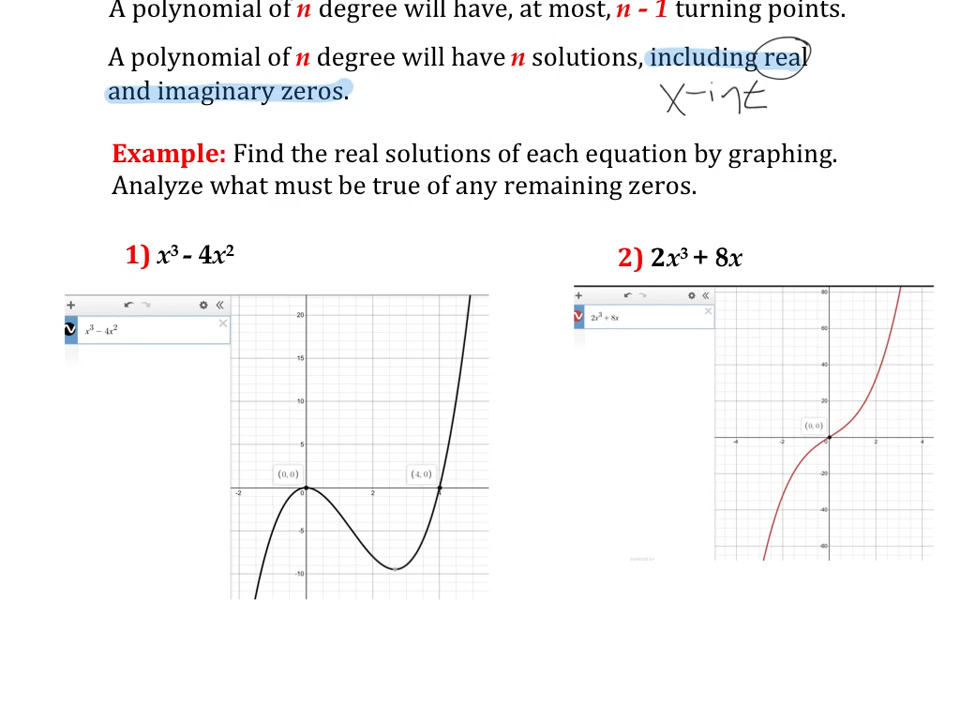 A polynomial of n degree will have, at most, n - 1 turning points.
A polynomial of n degree will have n solutions, including real
and imaginary zeros.
x-int
Example: Find the real solutions of each equation by graphing.
Analyze what must be true of any remaining zeros.
1) x³ - 4x²
2) 2x³ + 8x
x³ – 4x²
20
15
10
5
(0, 0)
(4, 0)
-2
0
2
-5
-10
2x³ + 8x
80
60
40
20
(0, 0)
-4
-2
0
2
4
-20
-40
-60